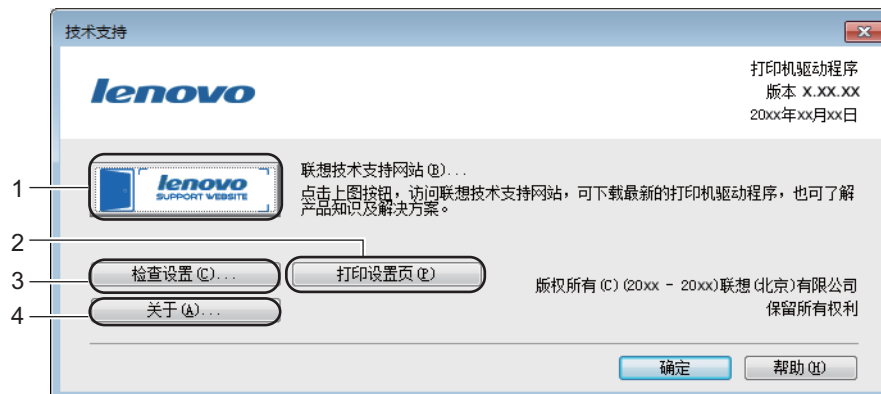 技术支持
lenovo
打印机驱动程序
版本 X.XX.XX
20xx年xx月xx日
1
lenovo
SUPPORT WEBSITE
联想技术支持网站(B)...
点击上图按钮，访问联想技术支持网站，可下载最新的打印机驱动程序，也可了解
产品知识及解决方案。
2
3
检查设置(C)...
打印设置页(P)
4
关于(A)...
版权所有(C)(20xx - 20xx)联想(北京)有限公司
保留所有权利
确定
帮助(H)